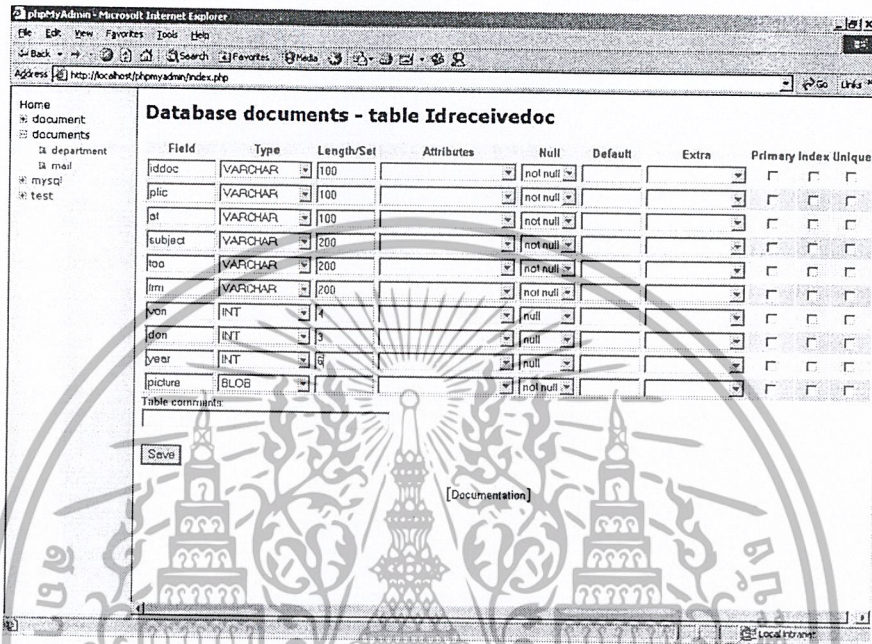 phpMyAdmin - Microsoft Internet Explorer
File Edit View Favorites Tools Help
Back Search Favorites Media
Address http://localhost/phpmyadmin/index.php Go Links
Home
document
documents
department
mail
mysql
test
Database documents - table Idreceivedoc
Field Type Length/Set Attributes Null Default Extra Primary Index Unique
iddoc VARCHAR 100 not null
plic VARCHAR 100 not null
at VARCHAR 100 not null
subject VARCHAR 200 not null
too VARCHAR 200 not null
frm VARCHAR 200 not null
von INT 4 null
don INT 3 null
year INT 6 null
picture BLOB not null
Table comments:
Save
[Documentation]
Local intranet